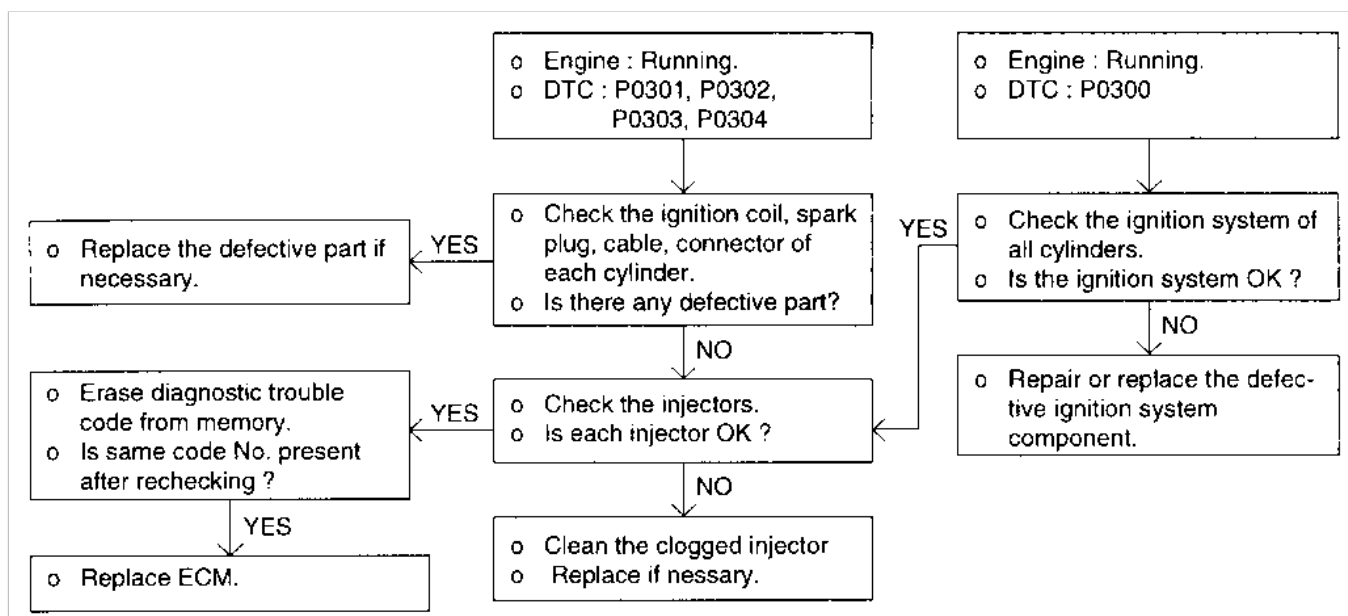 o Engine : Running.
o DTC : P0301, P0302,
P0303, P0304
o Engine : Running.
o DTC : P0300
o Check the ignition coil, spark
plug, cable, connector of
each cylinder.
o Is there any defective part?
YES
o Replace the defective part if
necessary.
o Check the ignition system of
all cylinders.
o Is the ignition system OK ?
YES
NO
NO
o Repair or replace the defec-
tive ignition system
component.
o Check the injectors.
o Is each injector OK ?
YES
o Erase diagnostic trouble
code from memory.
o Is same code No. present
after rechecking ?
NO
YES
o Clean the clogged injector
o Replace if nessary.
o Replace ECM.